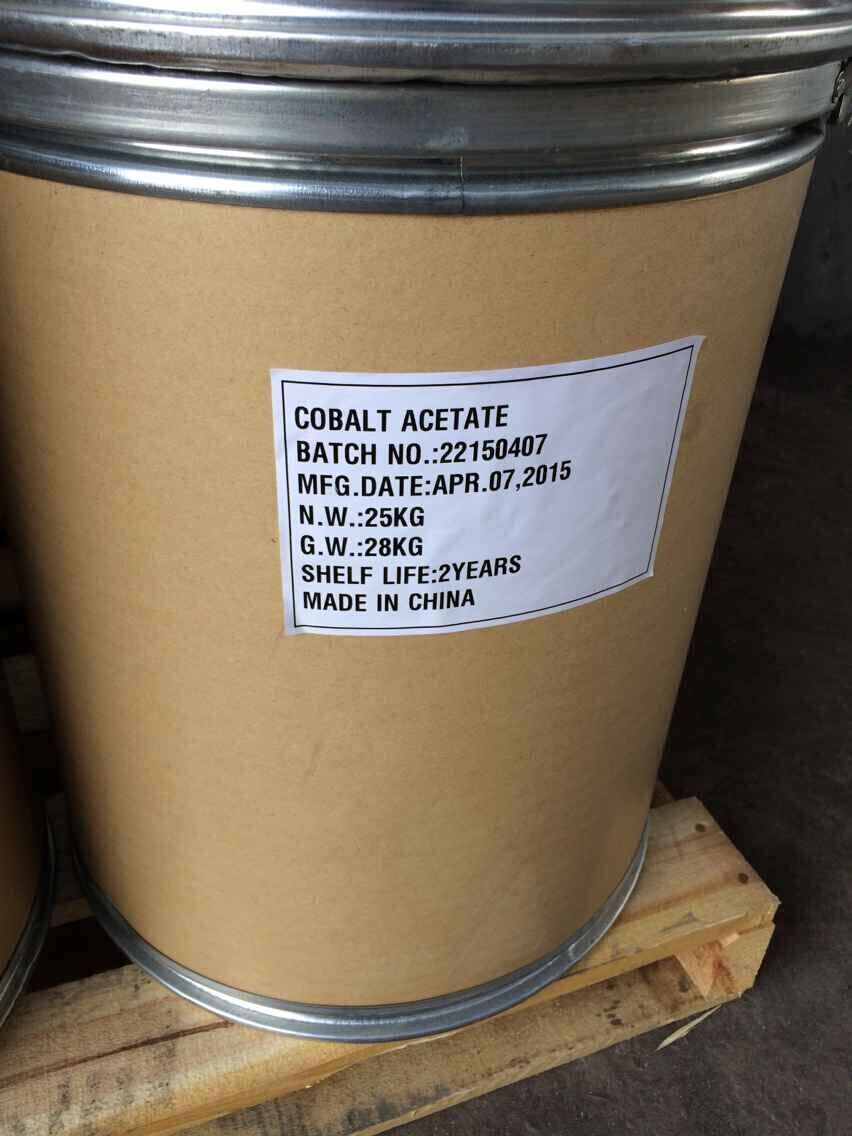 COBALT ACETATE
BATCH NO.:22150407
MFG.DATE:APR.07,2015
N.W.:25KG
G.W.:28KG
SHELF LIFE:2YEARS
MADE IN CHINA